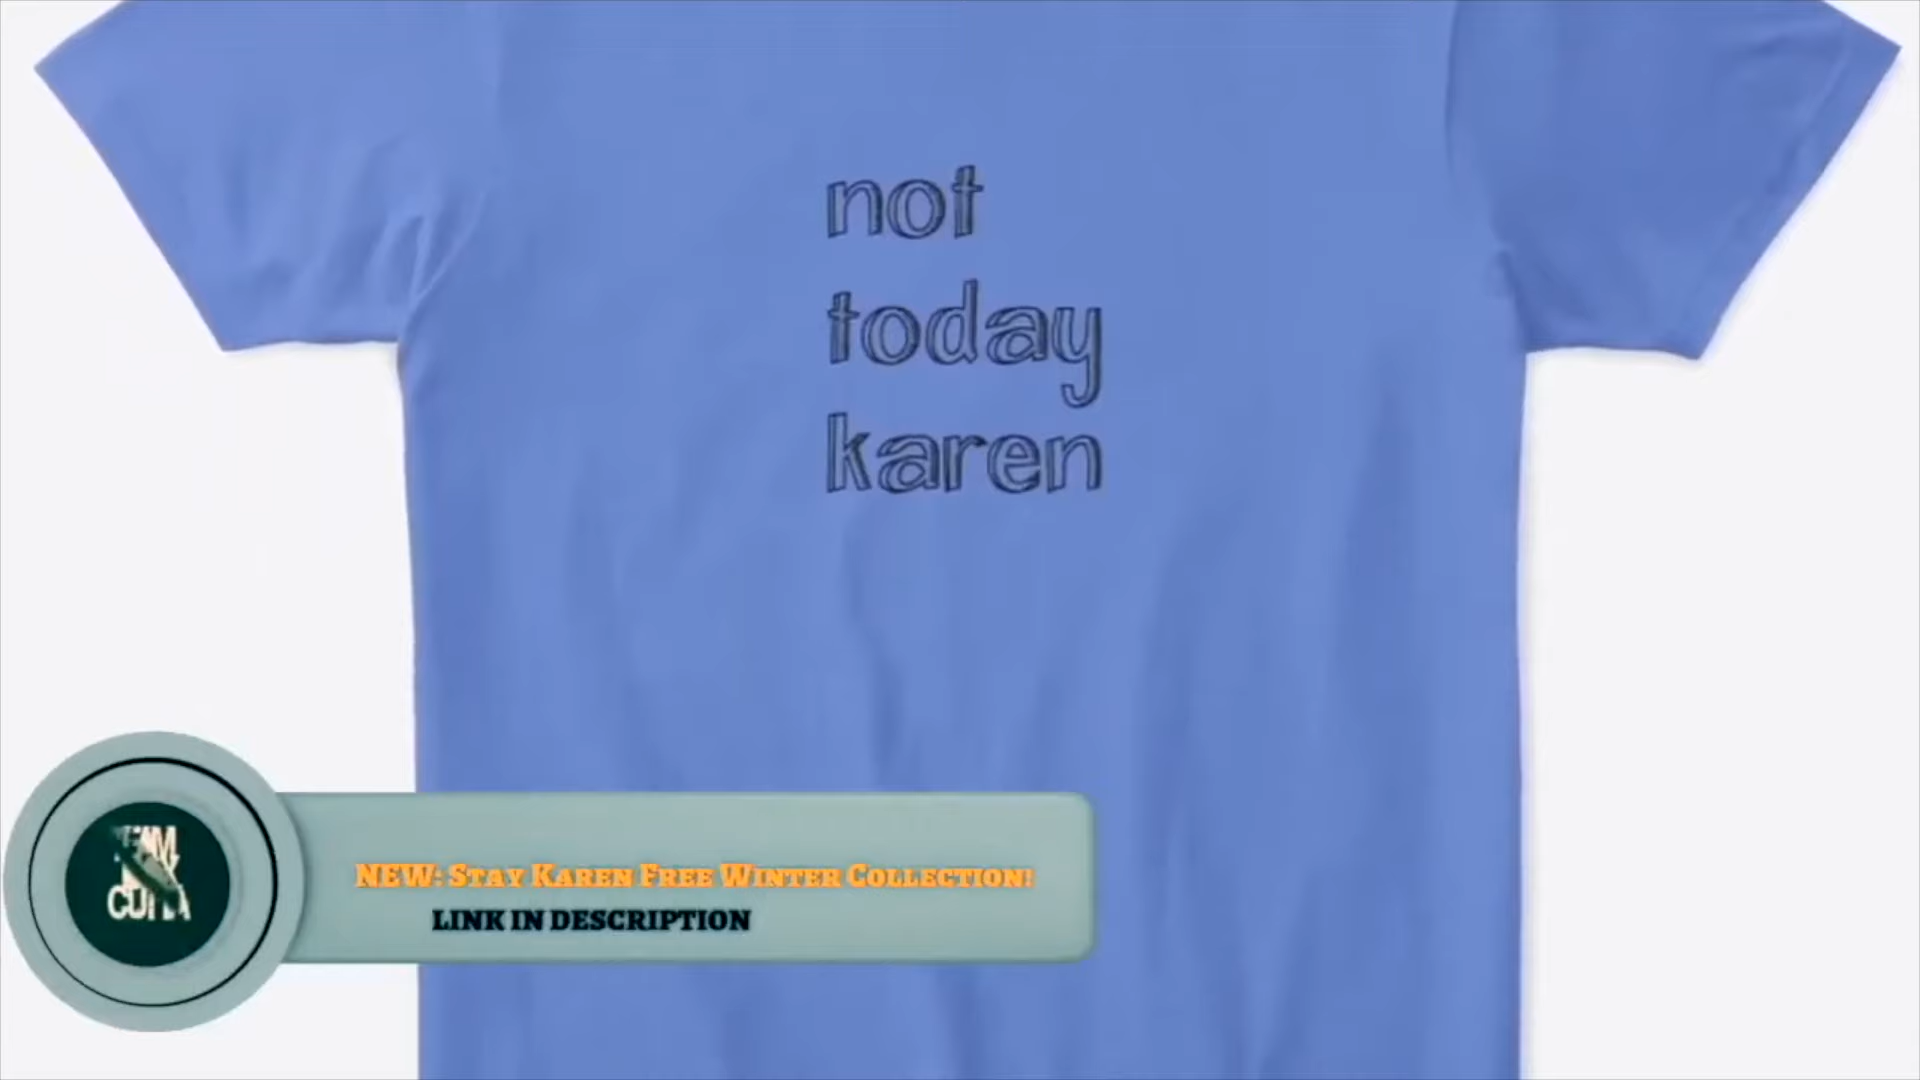 not
today
karen
NEW: Stay Karen Free Winter Collection!
LINK IN DESCRIPTION